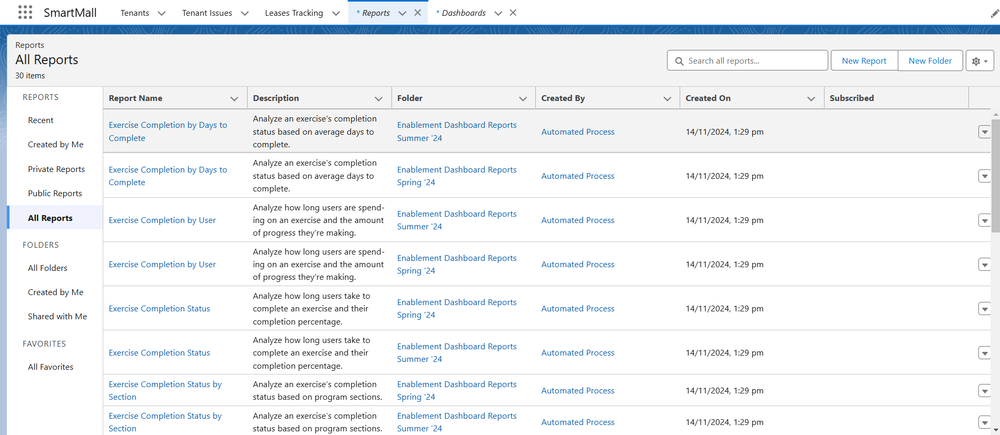 SmartMall
Tenants
Tenant Issues
Leases Tracking
* Reports
* Dashboards
Reports
All Reports
30 items
Search all reports...
New Report
New Folder
REPORTS
Recent
Created by Me
Private Reports
Public Reports
All Reports
FOLDERS
All Folders
Created by Me
Shared with Me
FAVORITES
All Favorites
Report Name
Description
Folder
Created By
Created On
Subscribed
Exercise Completion by Days to
Complete
Analyze an exercise's completion
status based on average days to
complete.
Enablement Dashboard Reports
Summer '24
Automated Process
14/11/2024, 1:29 pm
Exercise Completion by Days to
Complete
Analyze an exercise's completion
status based on average days to
complete.
Enablement Dashboard Reports
Spring '24
Automated Process
14/11/2024, 1:29 pm
Exercise Completion by User
Analyze how long users are spend-
ing on an exercise and the amount
of progress they're making.
Enablement Dashboard Reports
Summer '24
Automated Process
14/11/2024, 1:29 pm
Exercise Completion by User
Analyze how long users are spend-
ing on an exercise and the amount
of progress they're making.
Enablement Dashboard Reports
Spring '24
Automated Process
14/11/2024, 1:29 pm
Exercise Completion Status
Analyze how long users take to
complete an exercise and their
completion percentage.
Enablement Dashboard Reports
Spring '24
Automated Process
14/11/2024, 1:29 pm
Exercise Completion Status
Analyze how long users take to
complete an exercise and their
completion percentage.
Enablement Dashboard Reports
Summer '24
Automated Process
14/11/2024, 1:29 pm
Exercise Completion Status by
Section
Analyze an exercise’s completion
status based on program sections.
Enablement Dashboard Reports
Spring '24
Automated Process
14/11/2024, 1:29 pm
Exercise Completion Status by
Section
Analyze an exercise’s completion
status based on program sections.
Enablement Dashboard Reports
Summer '24
Automated Process
14/11/2024, 1:29 pm